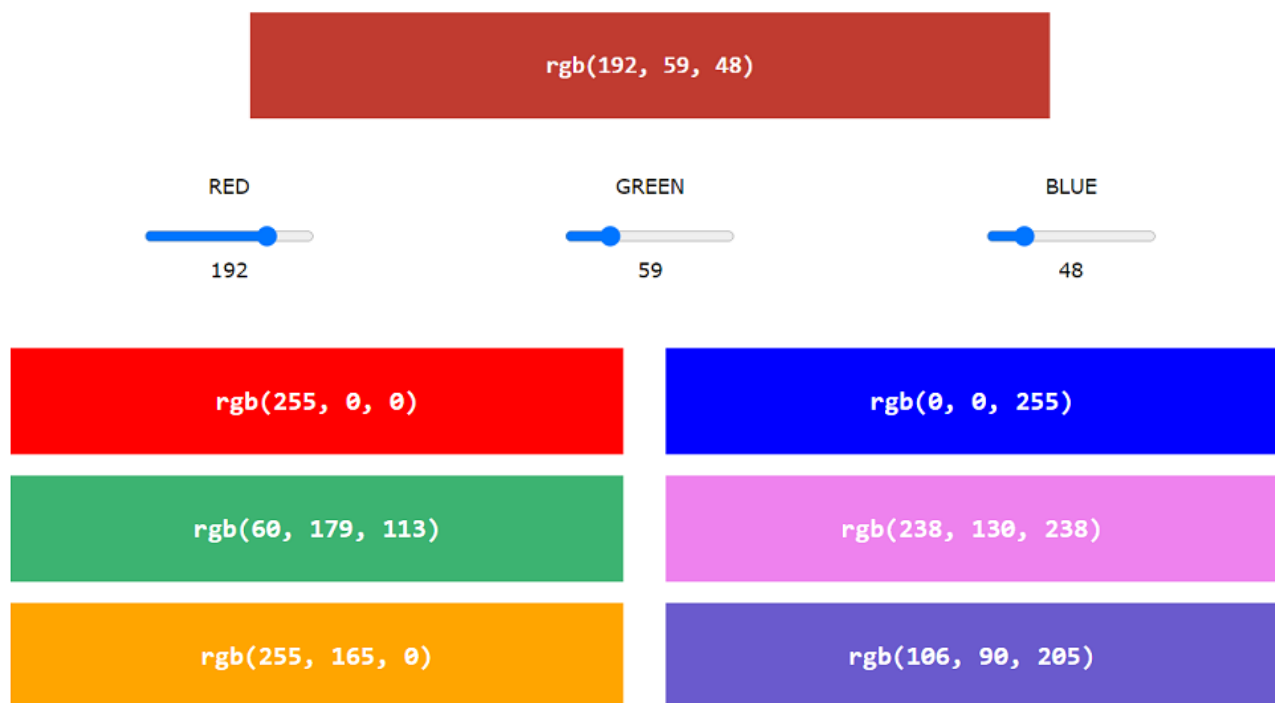 rgb(192, 59, 48)
RED GREEN BLUE
192 59 48
rgb(255, 0, 0) rgb(0, 0, 255)
rgb(60, 179, 113) rgb(238, 130, 238)
rgb(255, 165, 0) rgb(106, 90, 205)